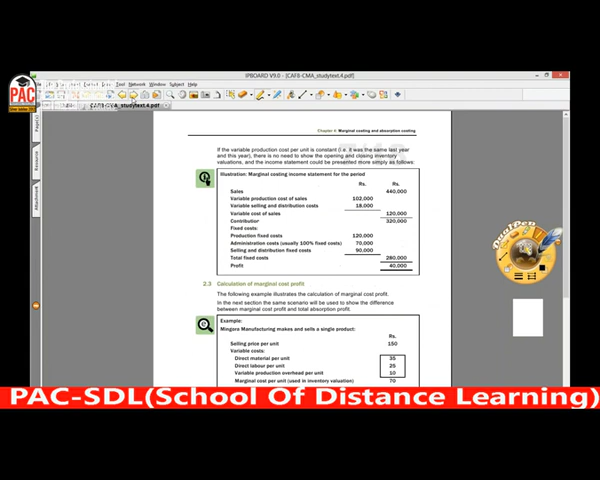 IPBOARD V9.0 - [CAF8-CMA_studytext.4.pdf]
Tool Network Window Subject Help
PAC
CAF8-CMA_studytext.4.pdf
Chapter 4: Marginal costing and absorption costing
If the variable production cost per unit is constant (i.e. it was the same last year
and this year), there is no need to show the opening and closing inventory
valuations, and the income statement could be presented more simply as follows:
Illustration: Marginal costing income statement for the period
Rs. Rs.
Sales 440,000
Variable production cost of sales 102,000
Variable selling and distribution costs 18,000
Variable cost of sales 120,000
Contribution 320,000
Fixed costs:
Production fixed costs 120,000
Administration costs (usually 100% fixed costs) 70,000
Selling and distribution fixed costs 90,000
Total fixed costs 280,000
Profit 40,000
2.3 Calculation of marginal cost profit
The following example illustrates the calculation of marginal cost profit.
In the next section the same scenario will be used to show the difference
between marginal cost profit and total absorption profit.
Example:
Mingora Manufacturing makes and sells a single product:
Rs.
Selling price per unit 150
Variable costs:
Direct material per unit 35
Direct labour per unit 25
Variable production overhead per unit 10
Marginal cost per unit (used in inventory valuation) 70
DualPen
PAC-SDL(School Of Distance Learning)